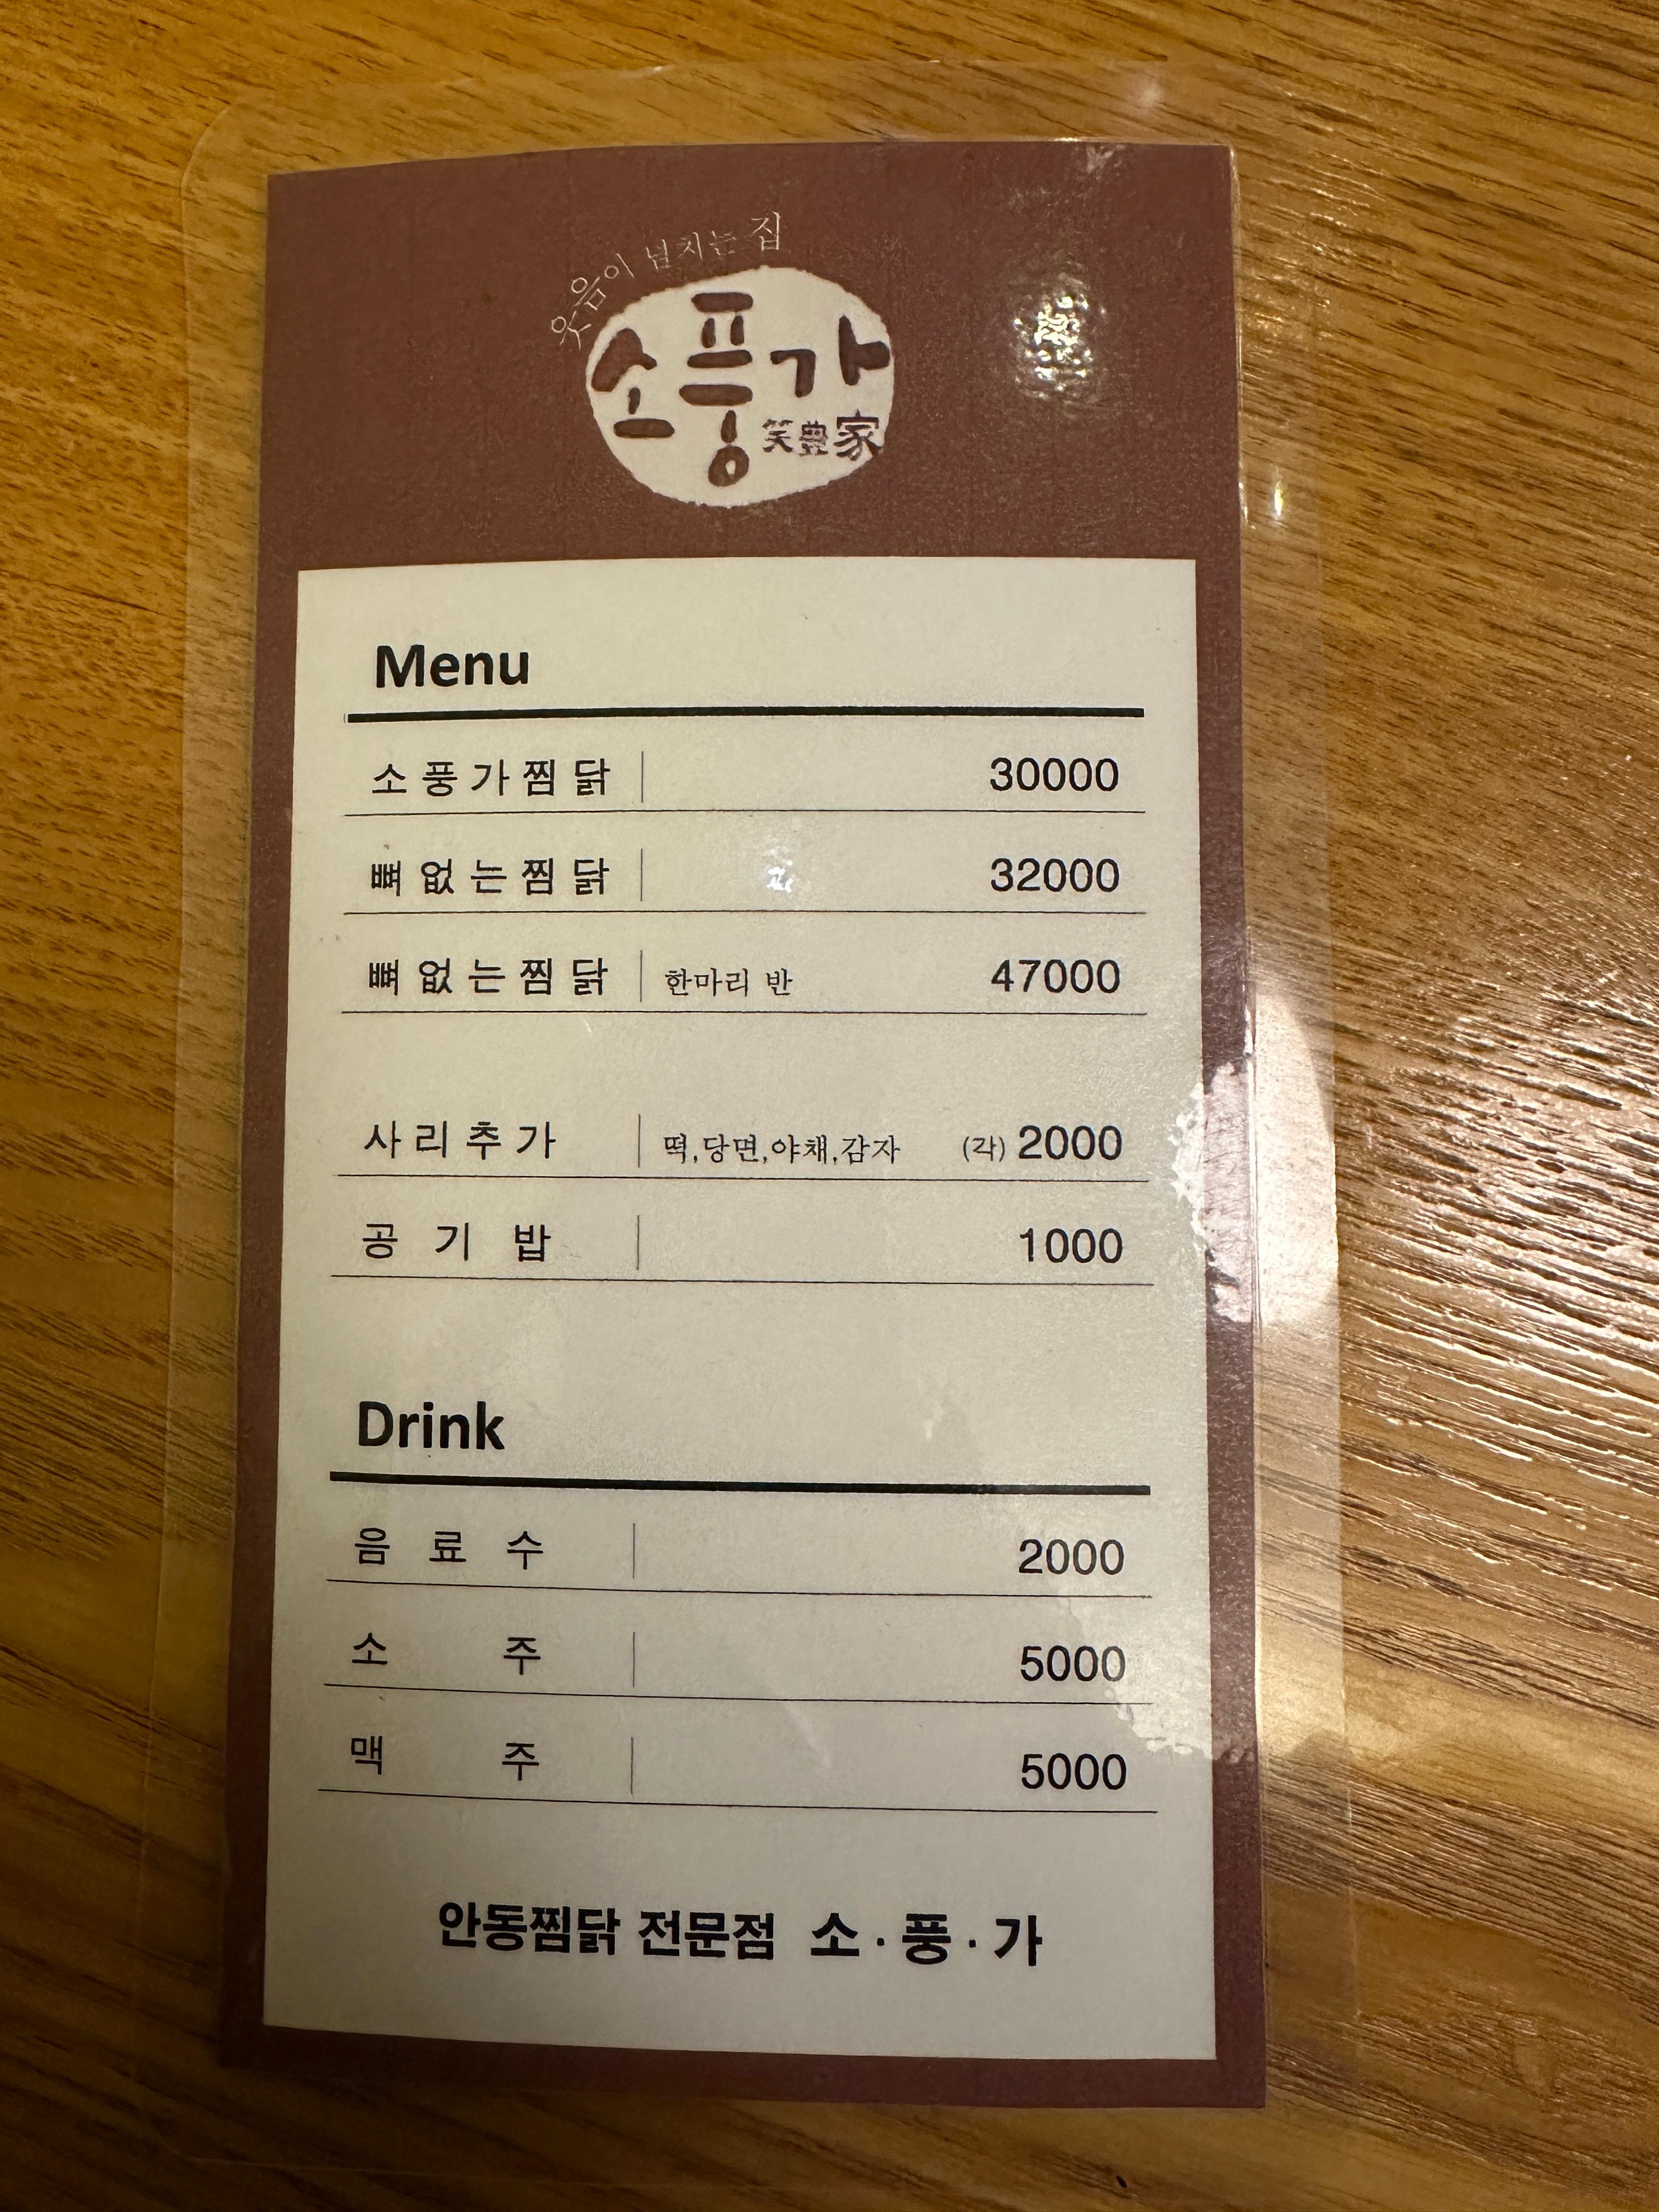 웃음이 넘치는 집
소풍가
笑豊家
Menu
소풍가찜닭 30000
뼈없는찜닭 32000
뼈없는찜닭 한마리 반 47000
사리추가 떡,당면,야채,감자 (각) 2000
공기밥 1000
Drink
음료수 2000
소주 5000
맥주 5000
안동찜닭 전문점 소·풍·가